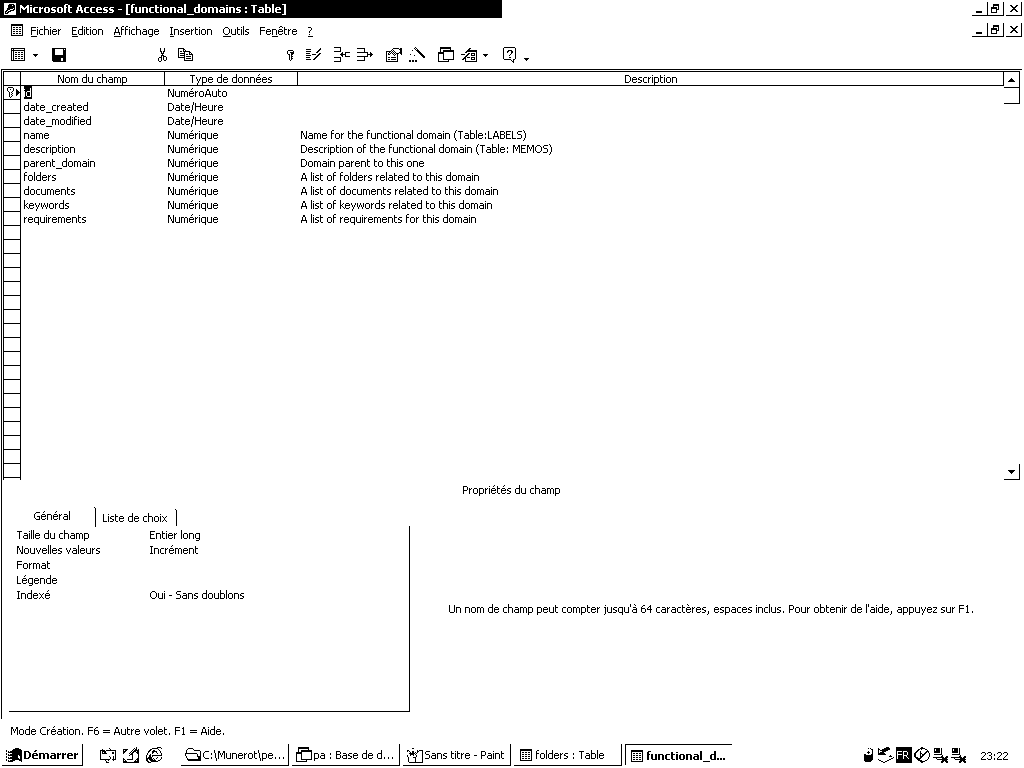 Microsoft Access - [functional_domains : Table]
Fichier Edition Affichage Insertion Outils Fenêtre ?
Nom du champ Type de données Description
id NuméroAuto
date_created Date/Heure
date_modified Date/Heure
name Numérique Name for the functional domain (Table:LABELS)
description Numérique Description of the functional domain (Table: MEMOS)
parent_domain Numérique Domain parent to this one
folders Numérique A list of folders related to this domain
documents Numérique A list of documents related to this domain
keywords Numérique A list of keywords related to this domain
requirements Numérique A list of requirements for this domain
Propriétés du champ
Général Liste de choix
Taille du champ Entier long
Nouvelles valeurs Incrément
Format
Légende
Indexé Oui - Sans doublons
Un nom de champ peut compter jusqu'à 64 caractères, espaces inclus. Pour obtenir de l'aide, appuyez sur F1.
Mode Création. F6 = Autre volet. F1 = Aide.
Démarrer C:\Munerot\pe... pa : Base de d... Sans titre - Paint folders : Table functional_d... FR 23:22